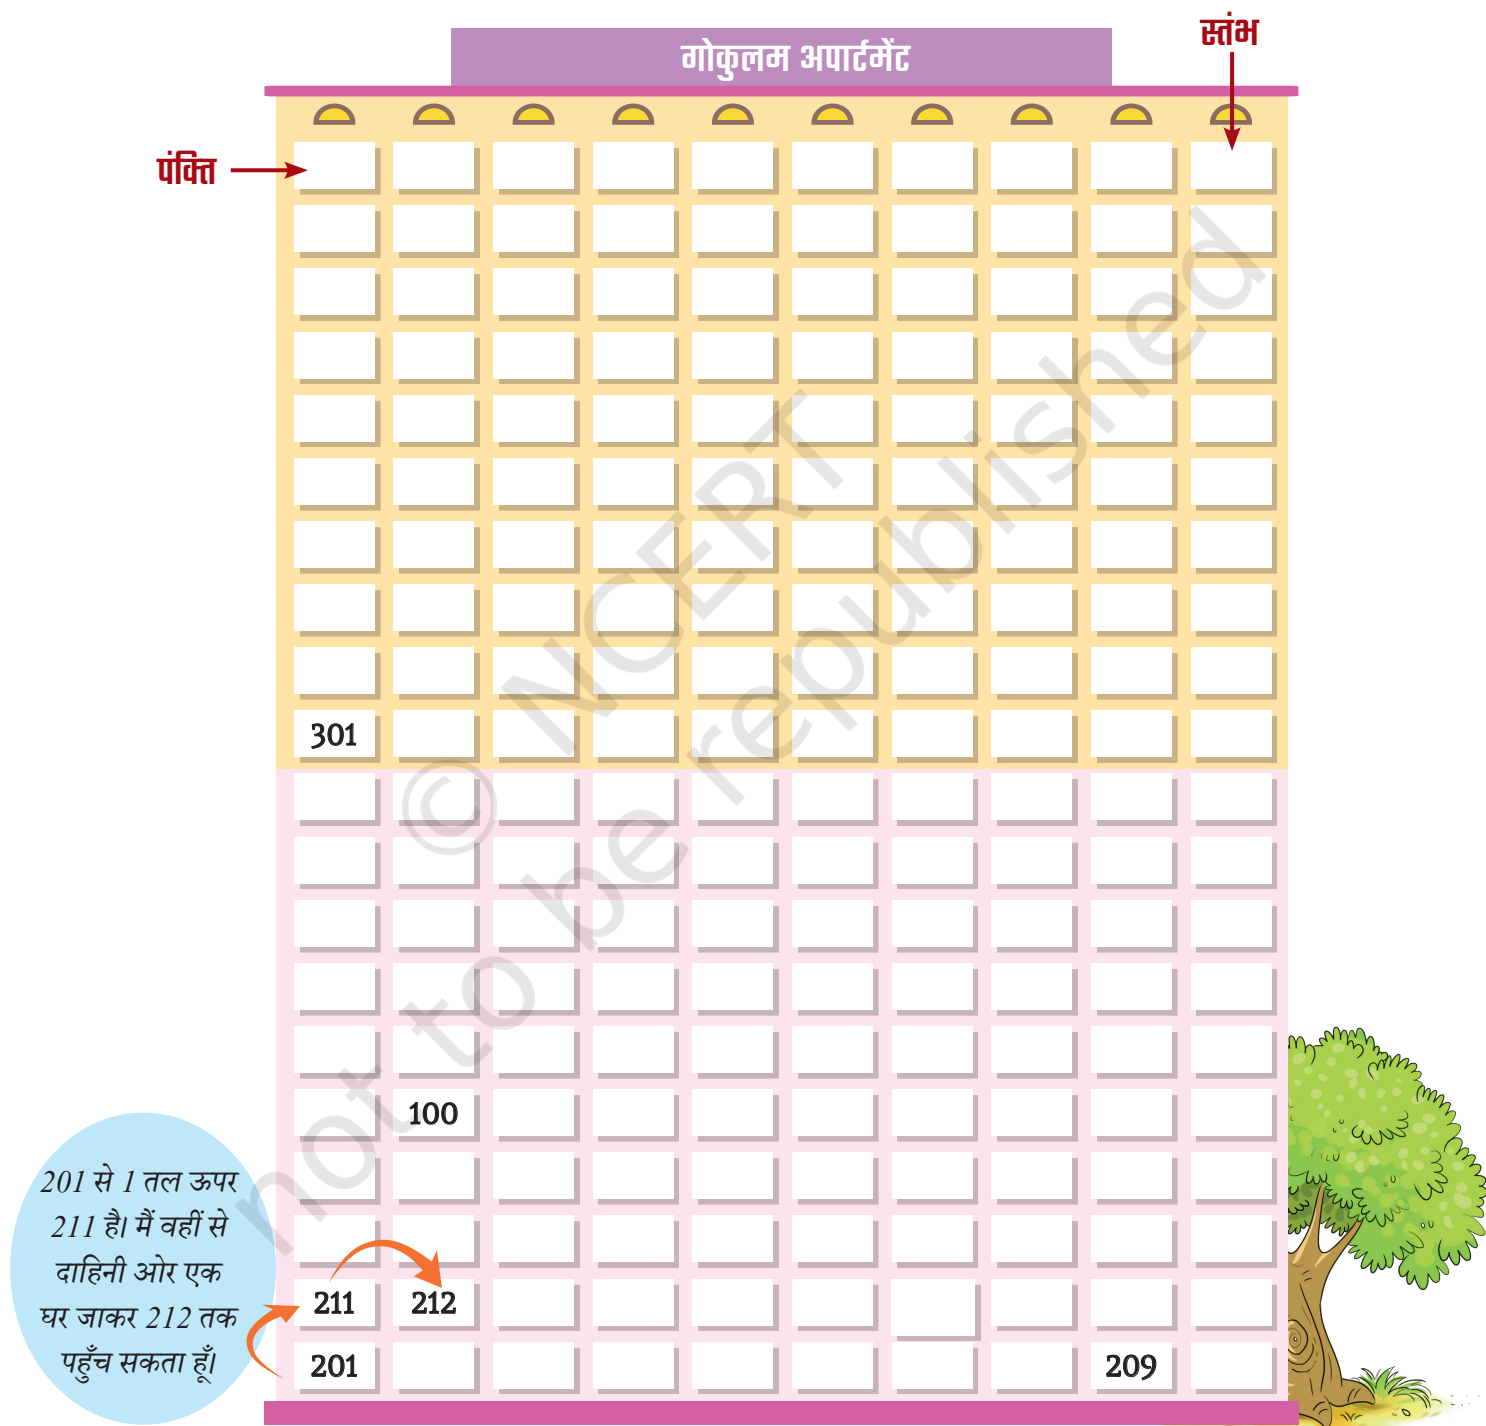 स्तंभ
गोकुलम अपार्टमेंट
पंक्ति
301
100
201 से 1 तल ऊपर
211 है। मैं वहीं से
दाहिनी ओर एक
घर जाकर 212 तक
पहुँच सकता हूँ।
211 212
201 209
© NCERT
not to be republished